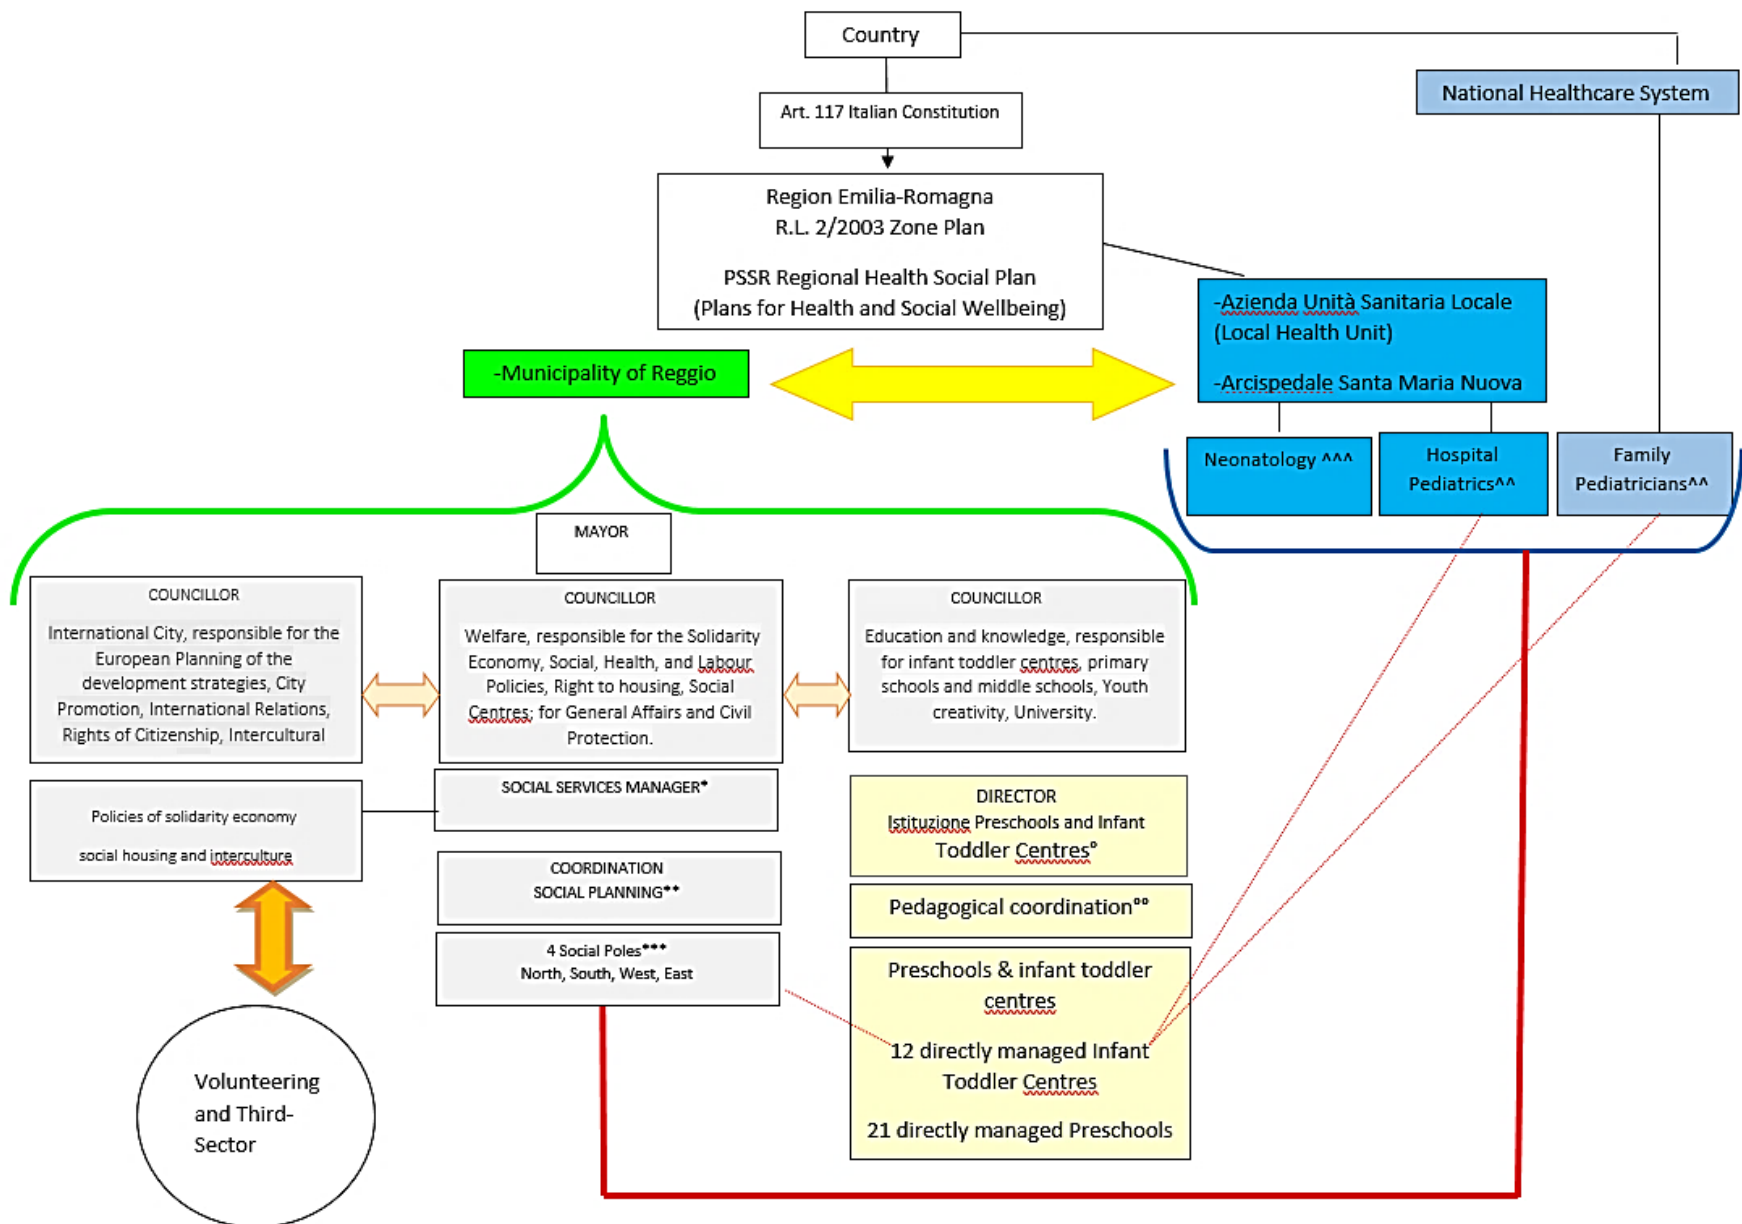 Country
National Healthcare System
Art. 117 Italian Constitution
Region Emilia-Romagna
R.L. 2/2003 Zone Plan
PSSR Regional Health Social Plan
(Plans for Health and Social Wellbeing)
-Azienda Unità Sanitaria Locale
(Local Health Unit)
-Arcispedale Santa Maria Nuova
-Municipality of Reggio
Neonatology ^^^
Hospital
Pediatrics^^
Family
Pediatricians^^
MAYOR
COUNCILLOR
International City, responsible for the
European Planning of the
development strategies, City
Promotion, International Relations,
Rights of Citizenship, Intercultural
COUNCILLOR
Welfare, responsible for the Solidarity
Economy, Social, Health, and Labour
Policies, Right to housing, Social
Centres; for General Affairs and Civil
Protection.
COUNCILLOR
Education and knowledge, responsible
for infant toddler centres, primary
schools and middle schools, Youth
creativity, University.
Policies of solidarity economy
social housing and interculture
SOCIAL SERVICES MANAGER*
COORDINATION
SOCIAL PLANNING**
4 Social Poles***
North, South, West, East
DIRECTOR
Istituzione Preschools and Infant
Toddler Centres°
Pedagogical coordination°°
Preschools & infant toddler
centres
12 directly managed Infant
Toddler Centres
21 directly managed Preschools
Volunteering
and Third-
Sector